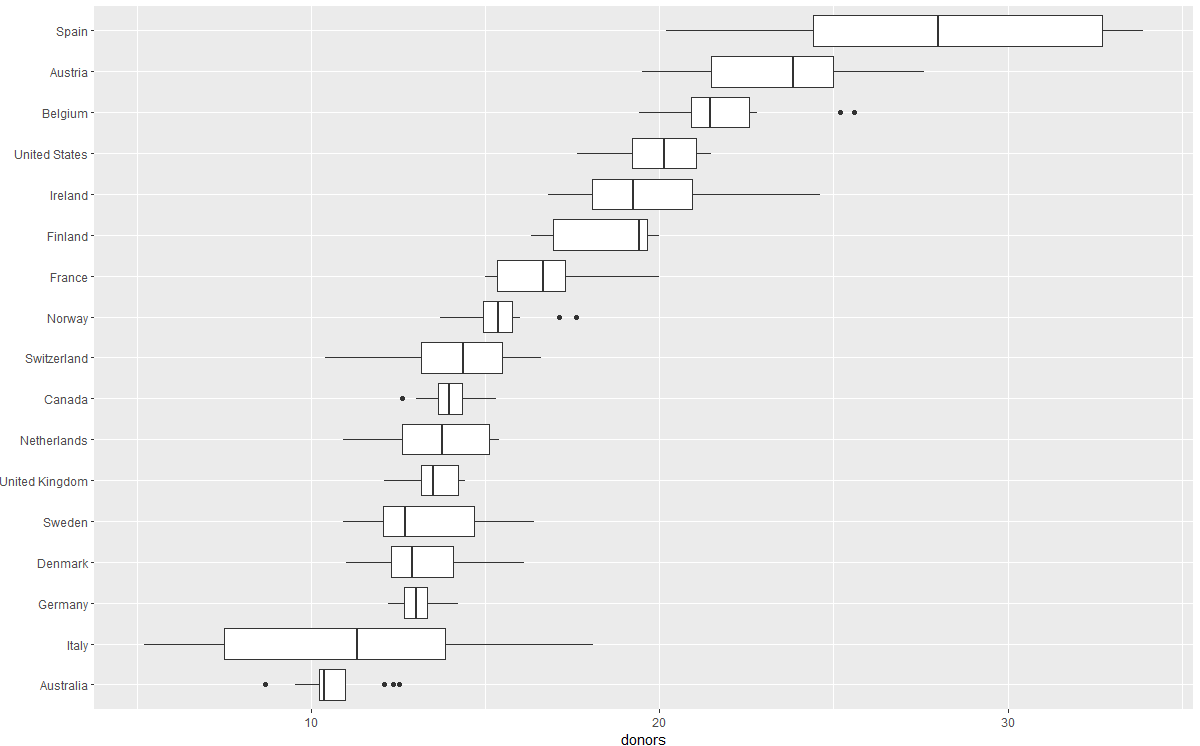 Spain
Austria
Belgium
United States
Ireland
Finland
France
Norway
Switzerland
Canada
Netherlands
United Kingdom
Sweden
Denmark
Germany
Italy
Australia
10 20 30
donors